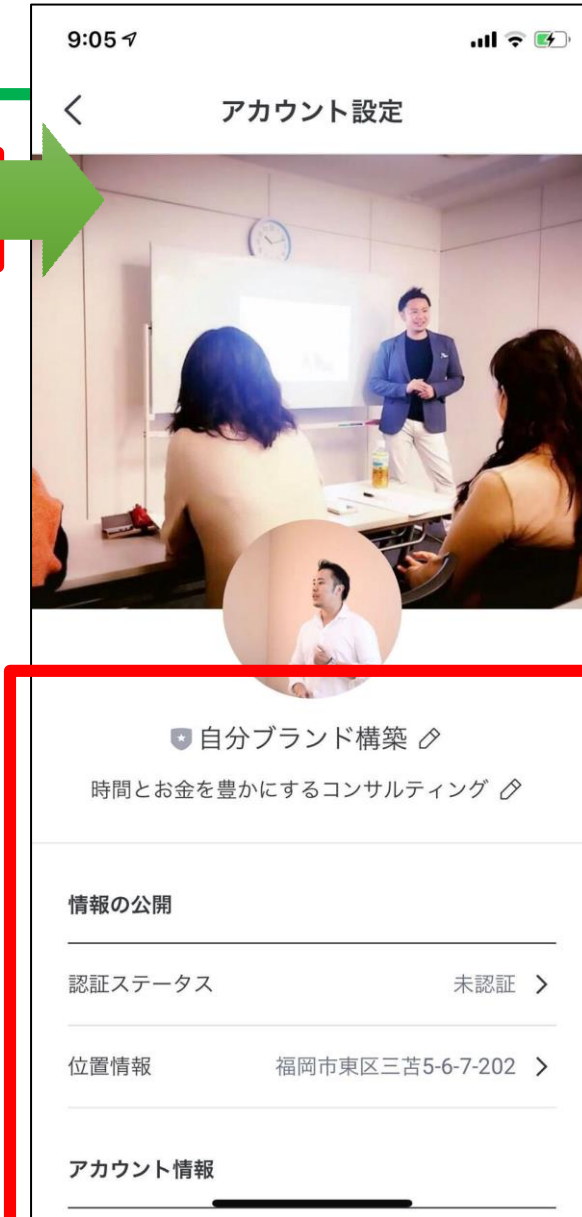 9:05
アカウント設定
自分ブランド構築
時間とお金を豊かにするコンサルティング
情報の公開
認証ステータス 未認証
位置情報 福岡市東区三苫5-6-7-202
アカウント情報